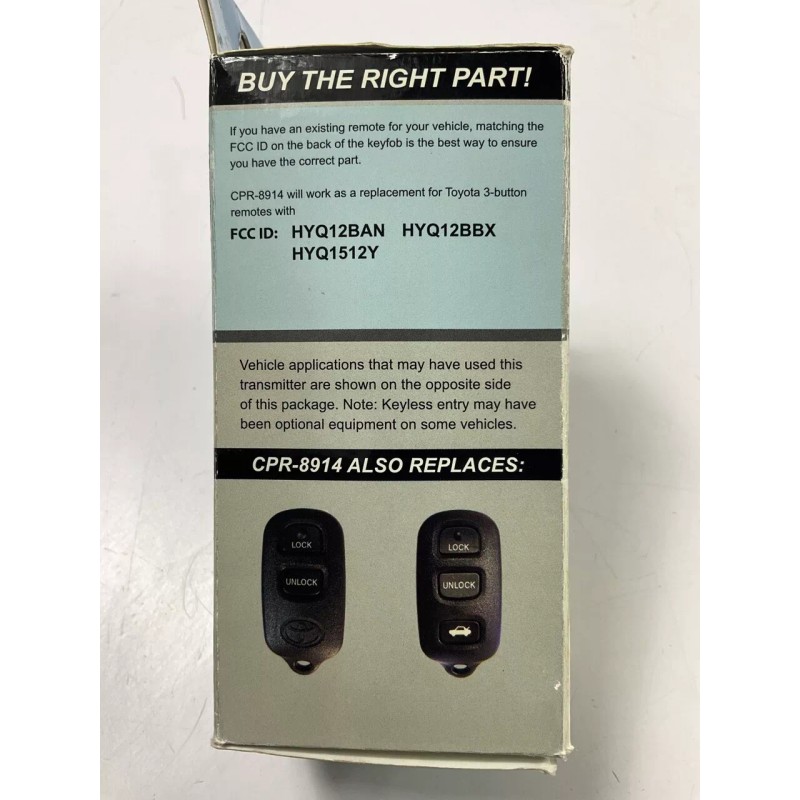 BUY THE RIGHT PART!
If you have an existing remote for your vehicle, matching the
FCC ID on the back of the keyfob is the best way to ensure
you have the correct part.
CPR-8914 will work as a replacement for Toyota 3-button
remotes with
FCC ID: HYQ12BAN HYQ12BBX
HYQ1512Y
Vehicle applications that may have used this
transmitter are shown on the opposite side
of this package. Note: Keyless entry may have
been optional equipment on some vehicles.
CPR-8914 ALSO REPLACES:
LOCK LOCK
UNLOCK UNLOCK